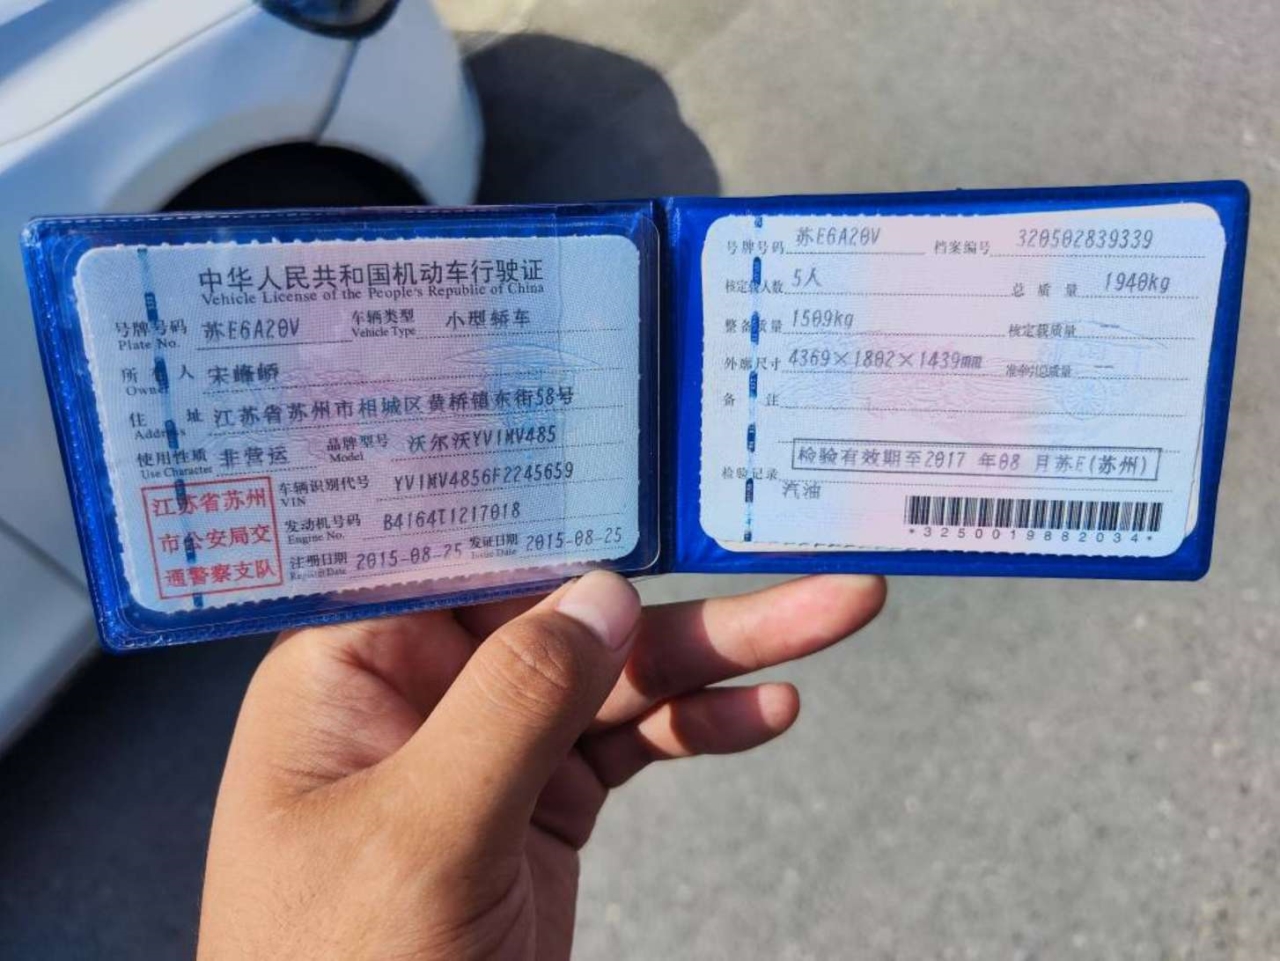 中华人民共和国机动车行驶证
Vehicle License of the People's Republic of China
号牌号码 苏E6A20V 车辆类型 小型轿车
Plate No. Vehicle Type
所有人 宋峰峤
Owner
住址 江苏省苏州市相城区黄桥镇东街58号
Address
使用性质 非营运 品牌型号 沃尔沃YV1MV485
Use Character Model
江苏省苏州
市公安局交
通警察支队
车辆识别代号 YV1MV4856F2245659
VIN
发动机号码 B4164T1217018
Engine No.
注册日期 2015-08-25 发证日期 2015-08-25
Register Date Issue Date
号牌号码 苏E6A20V 档案编号 320502839339
核定载人数 5人 总质量 1940kg
整备质量 1509kg 核定载质量
外廓尺寸 4369×1802×1439mm 准牵引总质量 --
备注
检验有效期至2017 年08 月苏E(苏州)
检验记录
汽油
*3250019882034*